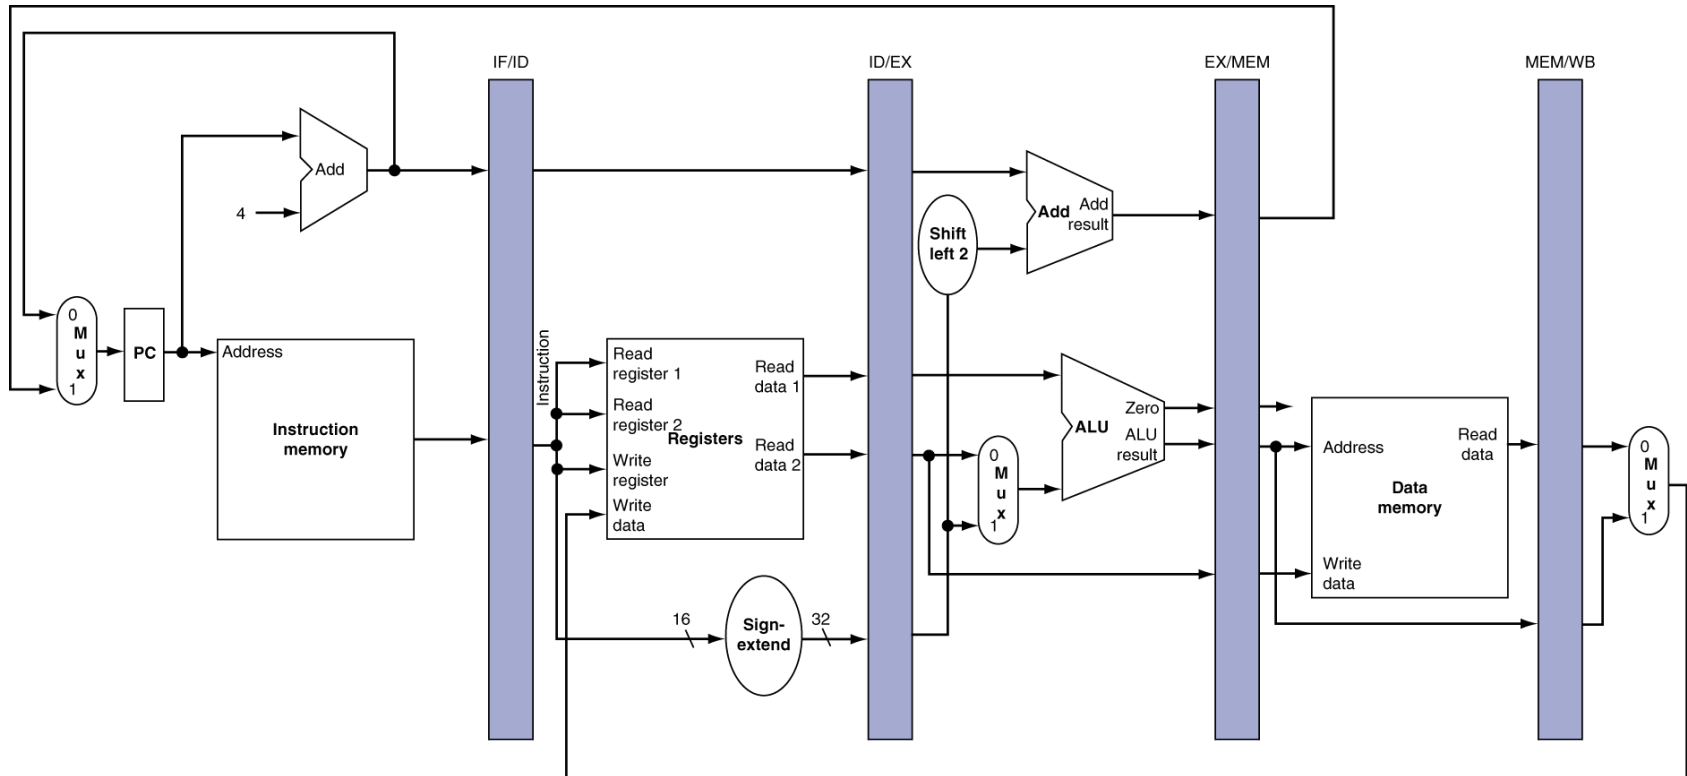 IF/ID
ID/EX
EX/MEM
MEM/WB
Add
4
Add
Add
result
Shift
left 2
0
M
u
x
1
PC
Address
Instruction
memory
Instruction
Read
register 1
Read
register 2
Write
register
Write
data
Registers
Read
data 1
Read
data 2
16
Sign-
extend
32
0
M
u
x
1
ALU
Zero
ALU
result
Address
Read
data
Data
memory
Write
data
0
M
u
x
1